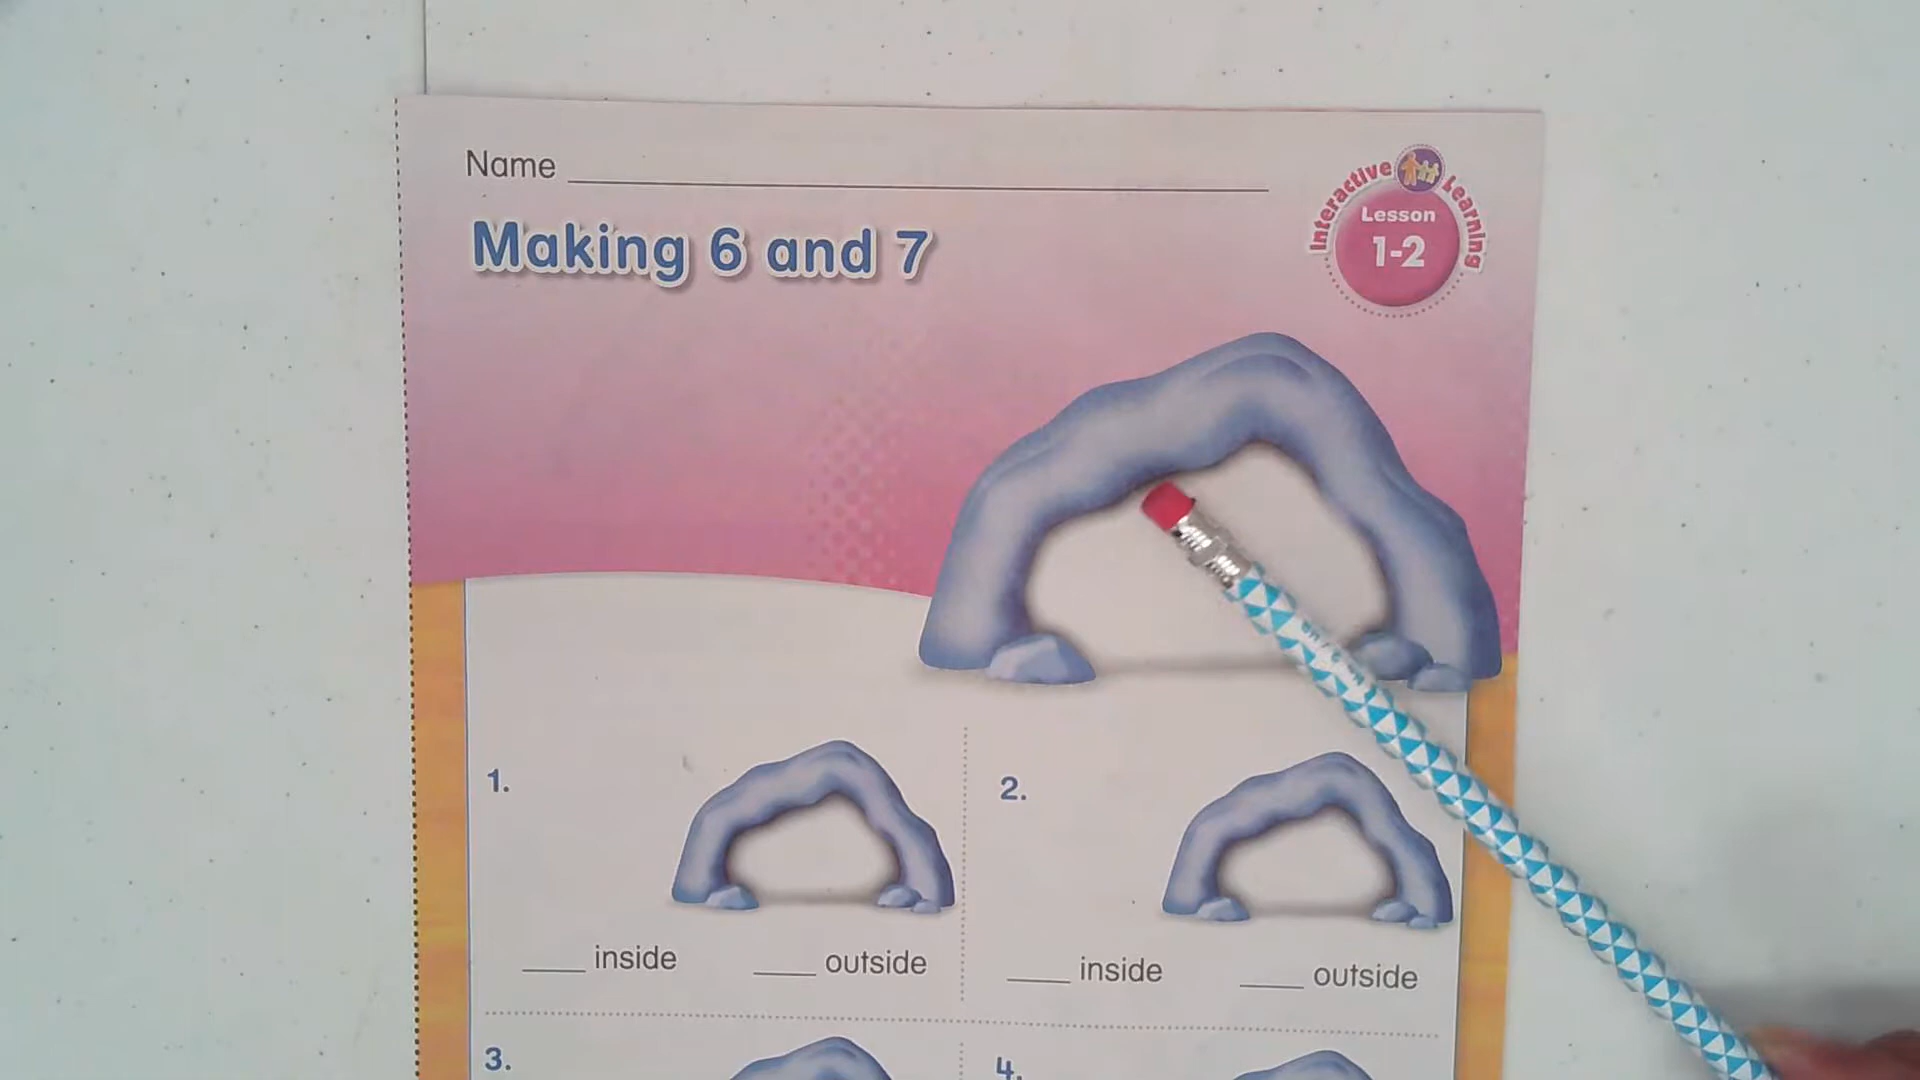 Name
Interactive Learning
Lesson
1-2
Making 6 and 7
1.
2.
inside outside
inside outside
3.
4.